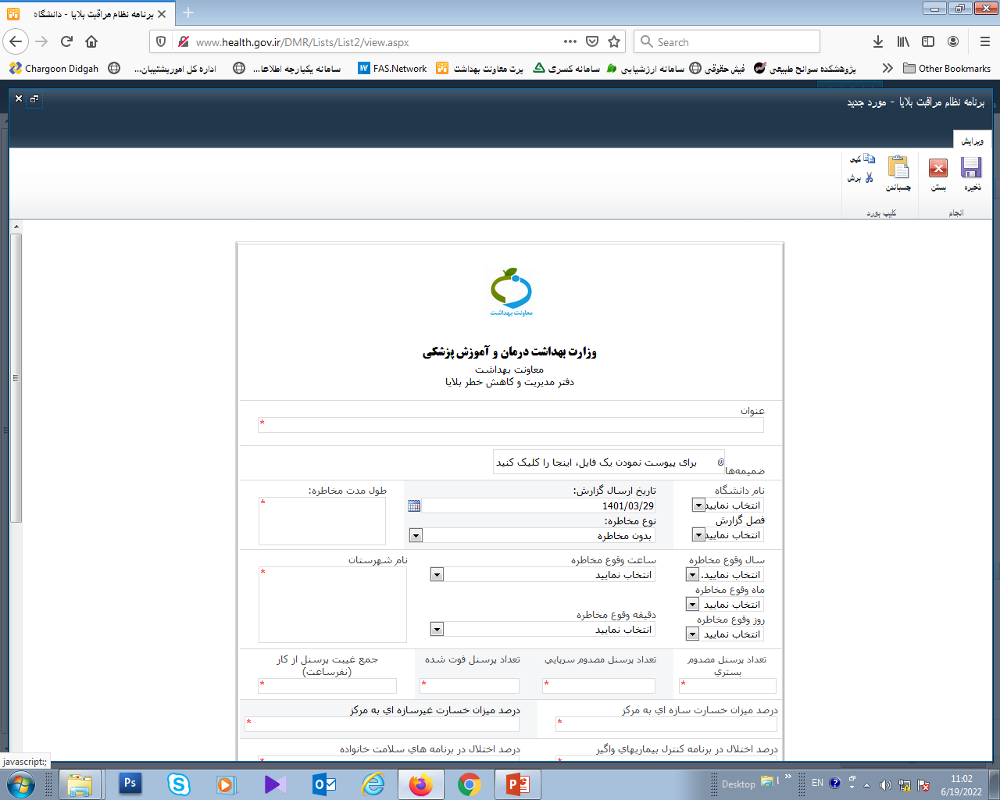 برنامه نظام مراقبت بلایا - دانشگاه
www.health.gov.ir/DMR/Lists/List2/view.aspx
Search
Chargoon Didgah
اداره کل امورپشتیبان...
سامانه یکپارچه اطلاعا...
FAS.Network
پرت معاونت بهداشت
سامانه کسری
سامانه ارزشیابی
فیش حقوقی
پژوهشکده سوانح طبیعی
Other Bookmarks
برنامه نظام مراقبت بلایا - مورد جدید
ویرایش
ذخیره
بستن
چسباندن
کپی
برش
انجام
کلیپ بورد
معاونت بهداشت
وزارت بهداشت درمان و آموزش پزشکی
معاونت بهداشت
دفتر مدیریت و کاهش خطر بلایا
عنوان
*
ضمیمه‌ها
برای پیوست نمودن یک فایل، اینجا را کلیک کنید
نام دانشگاه
انتخاب نمایید
فصل گزارش
انتخاب نمایید
تاریخ ارسال گزارش:
1401/03/29
نوع مخاطره:
بدون مخاطره
طول مدت مخاطره:
*
سال وقوع مخاطره
انتخاب نمایید.
ماه وقوع مخاطره
انتخاب نمایید
روز وقوع مخاطره
انتخاب نمایید
ساعت وقوع مخاطره
انتخاب نمایید
دقیقه وقوع مخاطره
انتخاب نمایید
نام شهرستان
*
تعداد پرسنل مصدوم
بستري
*
تعداد پرسنل مصدوم سرپايي
*
تعداد پرسنل فوت شده
*
جمع غیبت پرسنل از کار
(نفرساعت)
*
درصد میزان خسارت سازه اي به مرکز
*
درصد میزان خسارت غیرسازه اي به مرکز
*
درصد اختلال در برنامه کنترل بیماریهاي واگیر
*
درصد اختلال در برنامه هاي سلامت خانواده
*
javascript:;
Desktop
EN
11:02
6/19/2022